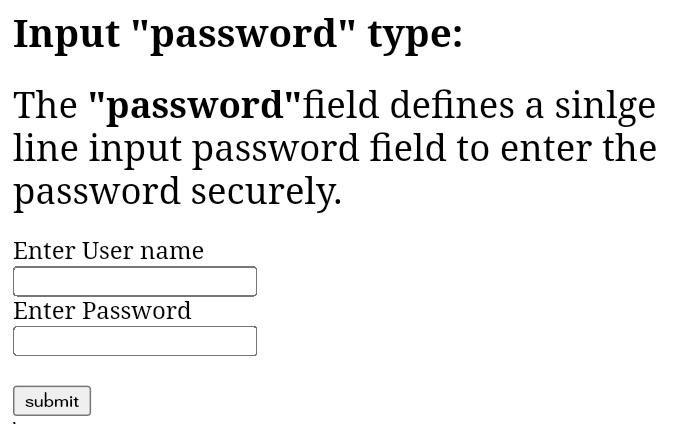 Input "password" type:
The "password"field defines a sinlge
line input password field to enter the
password securely.
Enter User name
Enter Password
submit